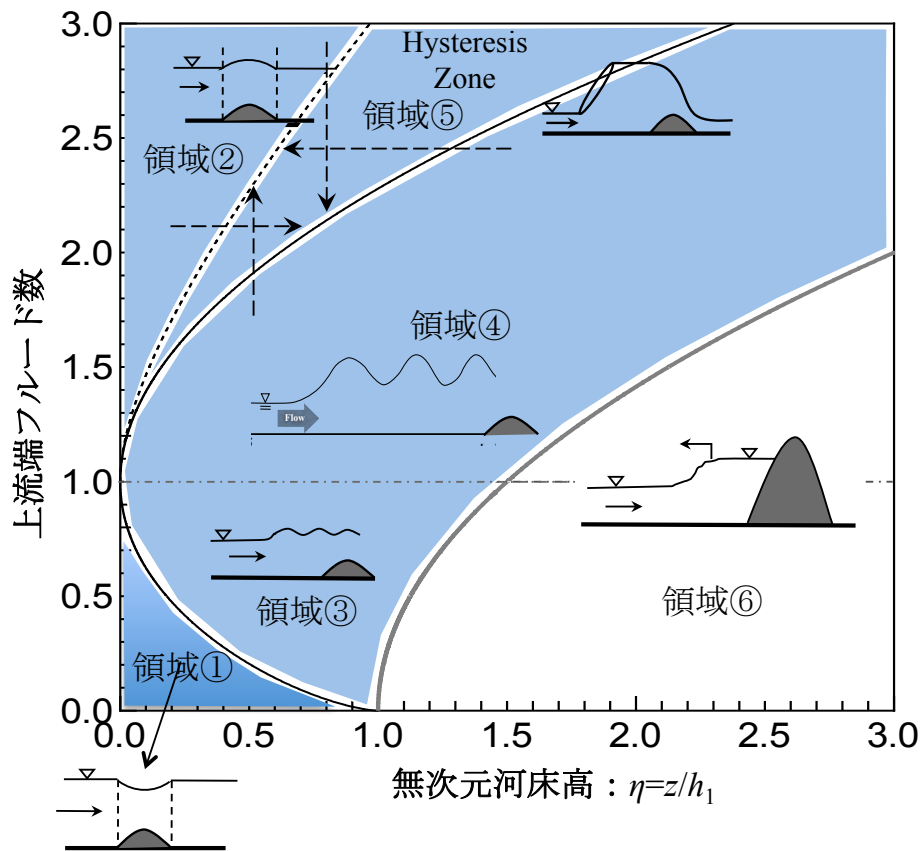 3.0
2.5
2.0
1.5
1.0
0.5
0.0
上流端フルード数
Hysteresis
Zone
領域⑤
領域②
領域④
Flow
領域③
領域⑥
領域①
0.0 0.5 1.0 1.5 2.0 2.5 3.0
無次元河床高：η=z/h₁